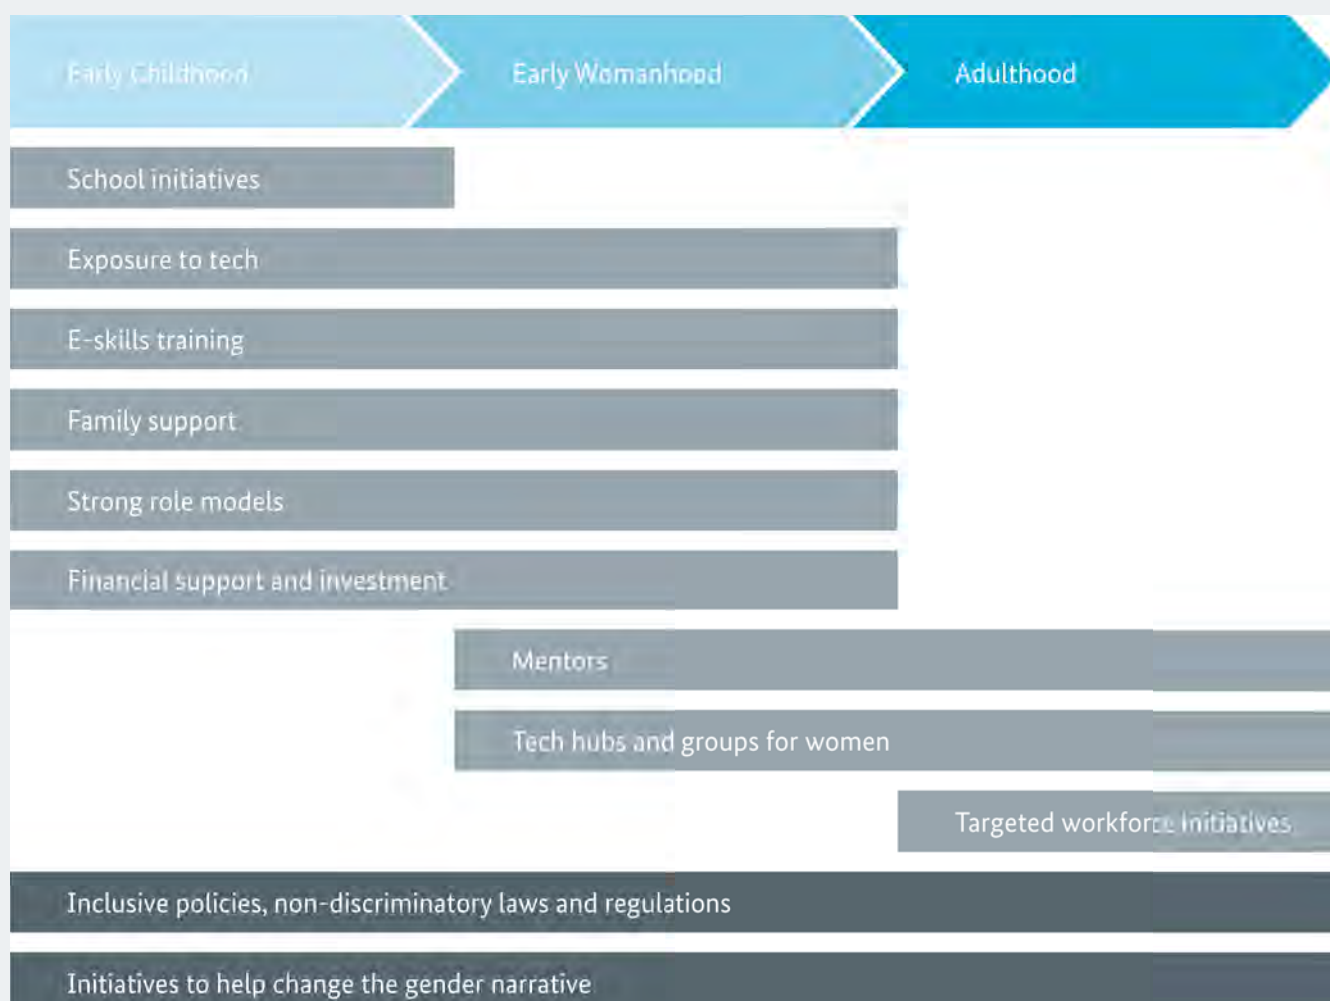 Early Childhood
Early Womanhood
Adulthood
School initiatives
Exposure to tech
E-skills training
Family support
Strong role models
Financial support and investment
Mentors
Tech hubs and groups for women
Targeted workforce initiatives
Inclusive policies, non-discriminatory laws and regulations
Initiatives to help change the gender narrative